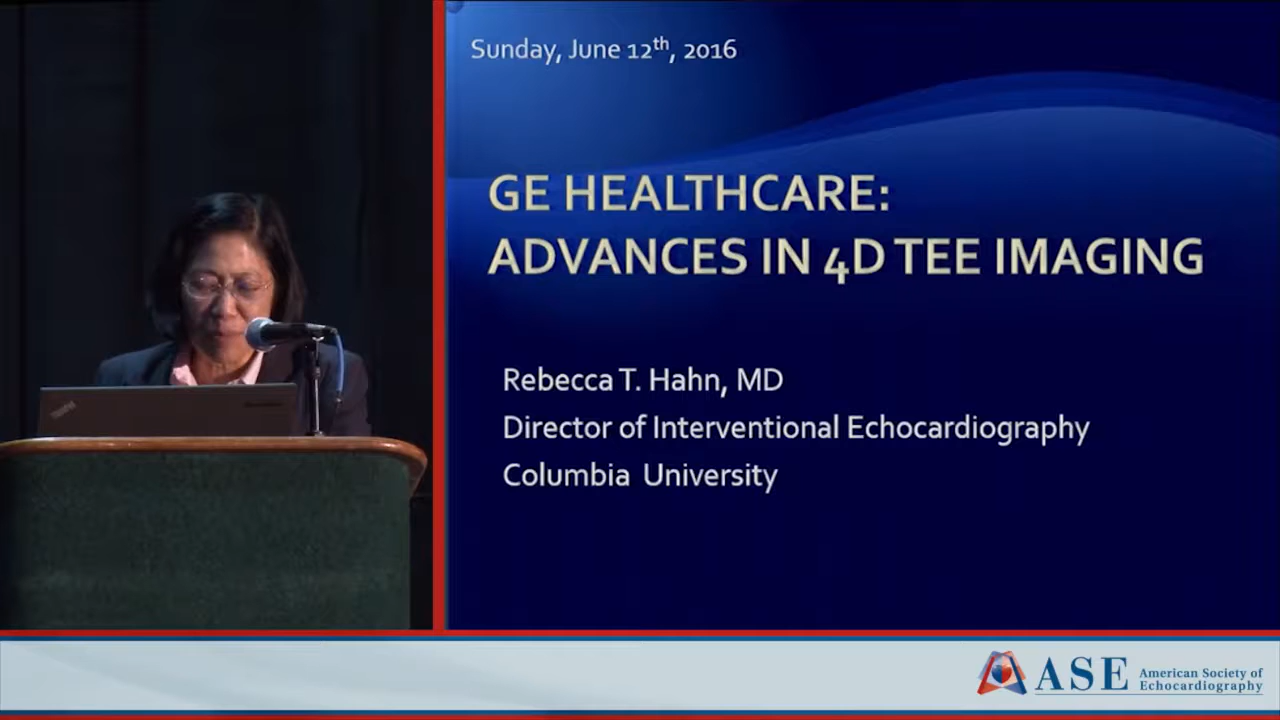 Sunday, June 12th, 2016
GE HEALTHCARE:
ADVANCES IN 4D TEE IMAGING
Rebecca T. Hahn, MD
Director of Interventional Echocardiography
Columbia University
ThinkPad
ASE American Society of
Echocardiography